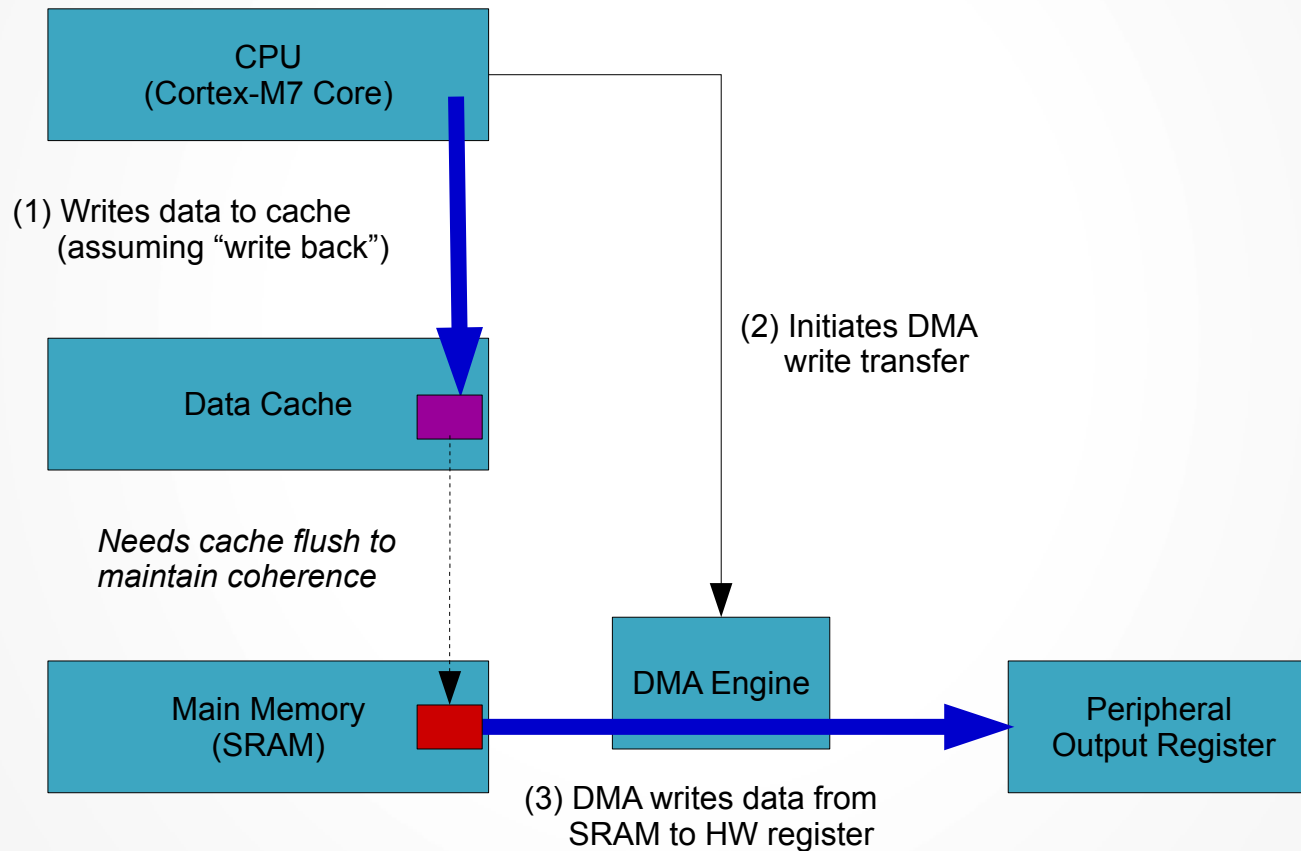 CPU
(Cortex-M7 Core)
(1) Writes data to cache
(assuming “write back”)
(2) Initiates DMA
write transfer
Data Cache
Needs cache flush to
maintain coherence
DMA Engine
Main Memory
(SRAM)
Peripheral
Output Register
(3) DMA writes data from
SRAM to HW register